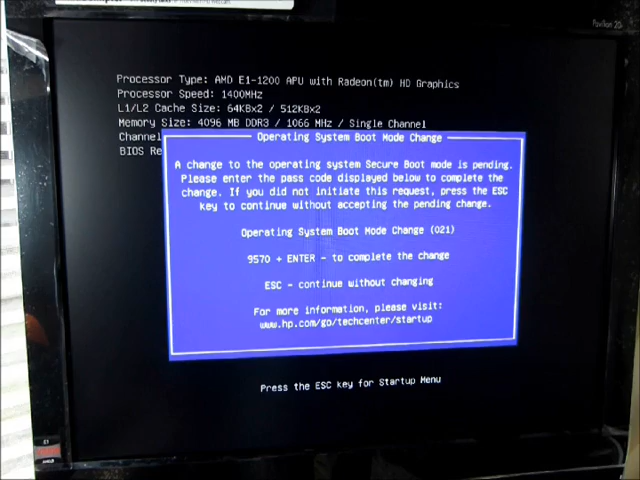 Pavilion 20
Processor Type: AMD E1-1200 APU with Radeon(tm) HD Graphics
Processor Speed: 1400MHz
L1/L2 Cache Size: 64KBx2 / 512KBx2
Memory Size: 4096 MB DDR3 / 1066 MHz / Single Channel
Channel
BIOS Re
Operating System Boot Mode Change
A change to the operating system Secure Boot mode is pending.
Please enter the pass code displayed below to complete the
change. If you did not initiate this request, press the ESC
key to continue without accepting the pending change.
Operating System Boot Mode Change (021)
9570 + ENTER - to complete the change
ESC - continue without changing
For more information, please visit:
www.hp.com/go/techcenter/startup
Press the ESC key for Startup Menu
E1
AMD